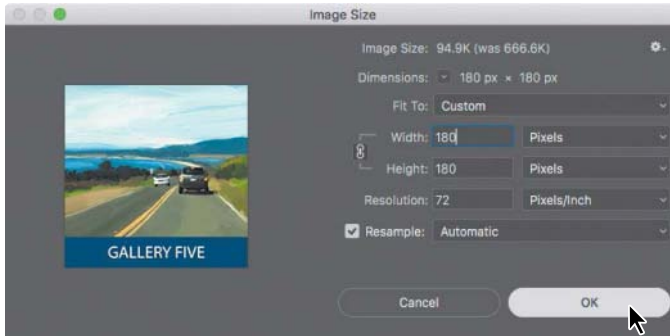 Image Size
Image Size: 94.9K (was 666.6K)
Dimensions: 180 px × 180 px
Fit To: Custom
Width: 180 Pixels
Height: 180 Pixels
Resolution: 72 Pixels/Inch
Resample: Automatic
GALLERY FIVE
Cancel OK